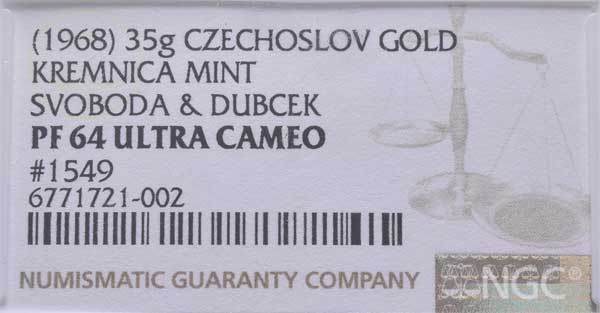 (1968) 35g CZECHOSLOV GOLD
KREMNICA MINT
SVOBODA & DUBCEK
PF 64 ULTRA CAMEO
#1549
6771721-002
NUMISMATIC GUARANTY COMPANY
NGC®